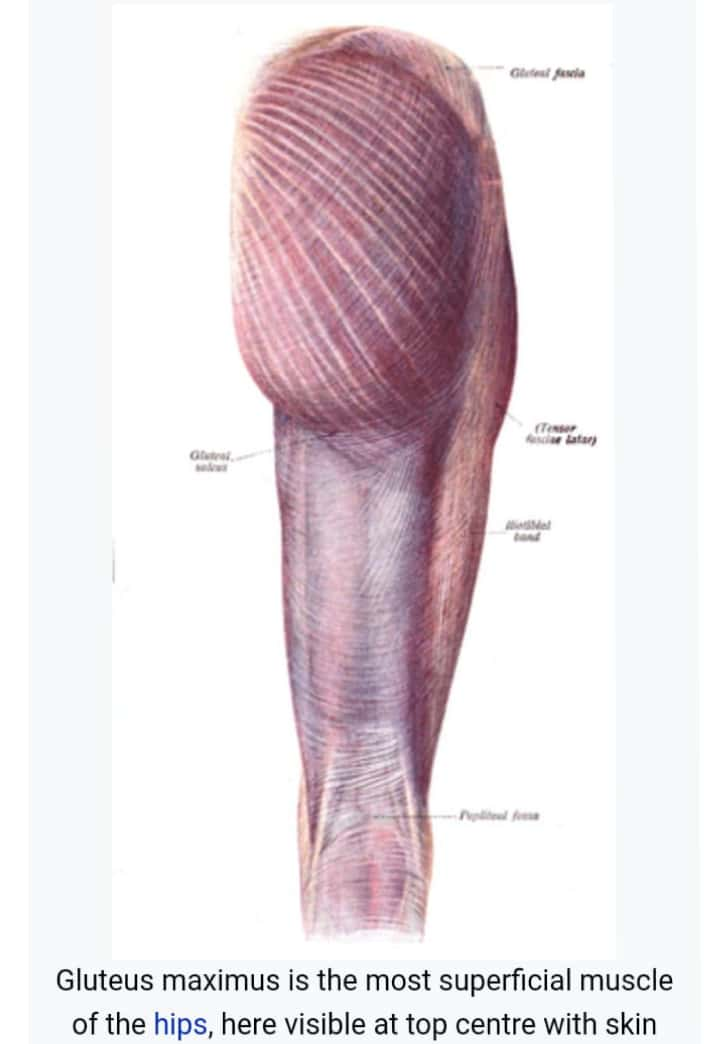 Gluteal fascia
(Tensor
fasciae latae)
Gluteal
sulcus
Iliotibial
band
Popliteal fossa
Gluteus maximus is the most superficial muscle
of the hips, here visible at top centre with skin